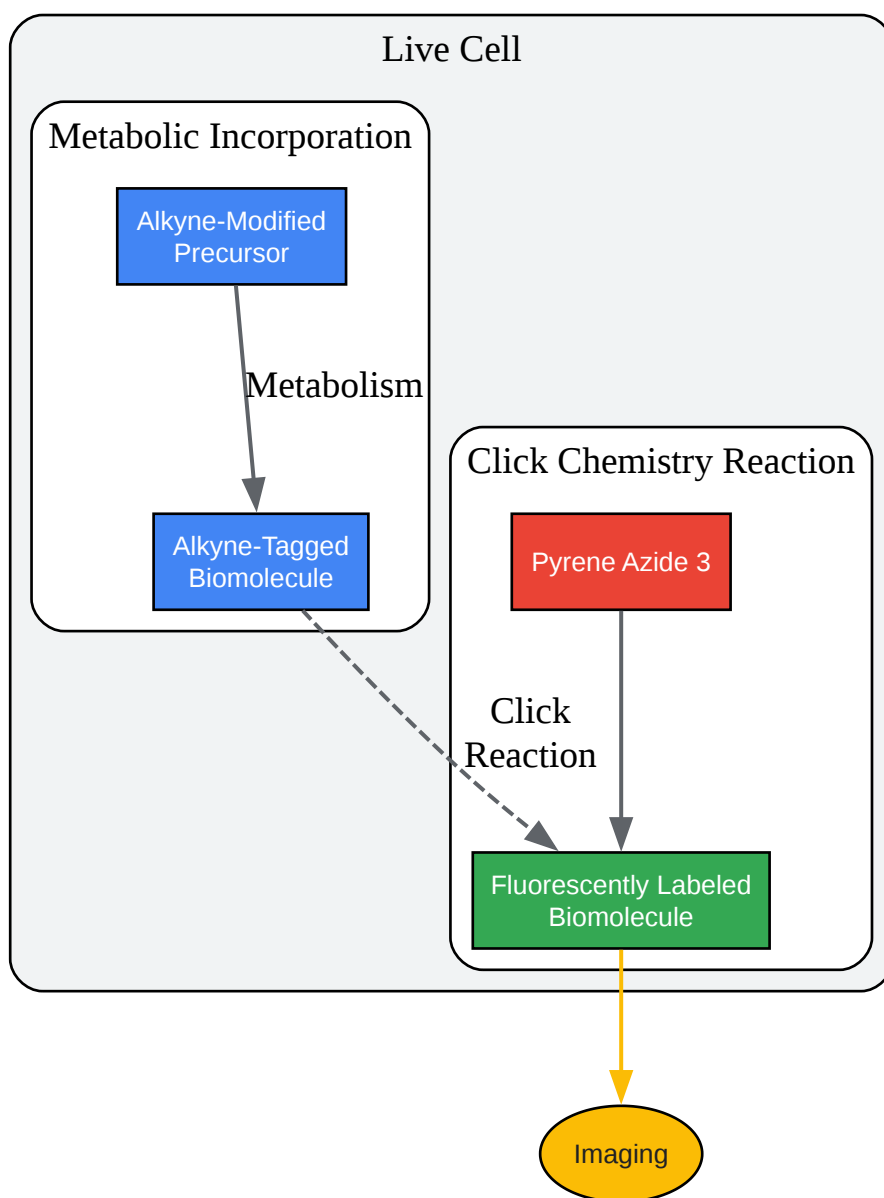 Live Cell
Metabolic Incorporation
Alkyne-Modified
Precursor
Metabolism
Alkyne-Tagged
Biomolecule
Click Chemistry Reaction
Pyrene Azide 3
Click
Reaction
Fluorescently Labeled
Biomolecule
Imaging